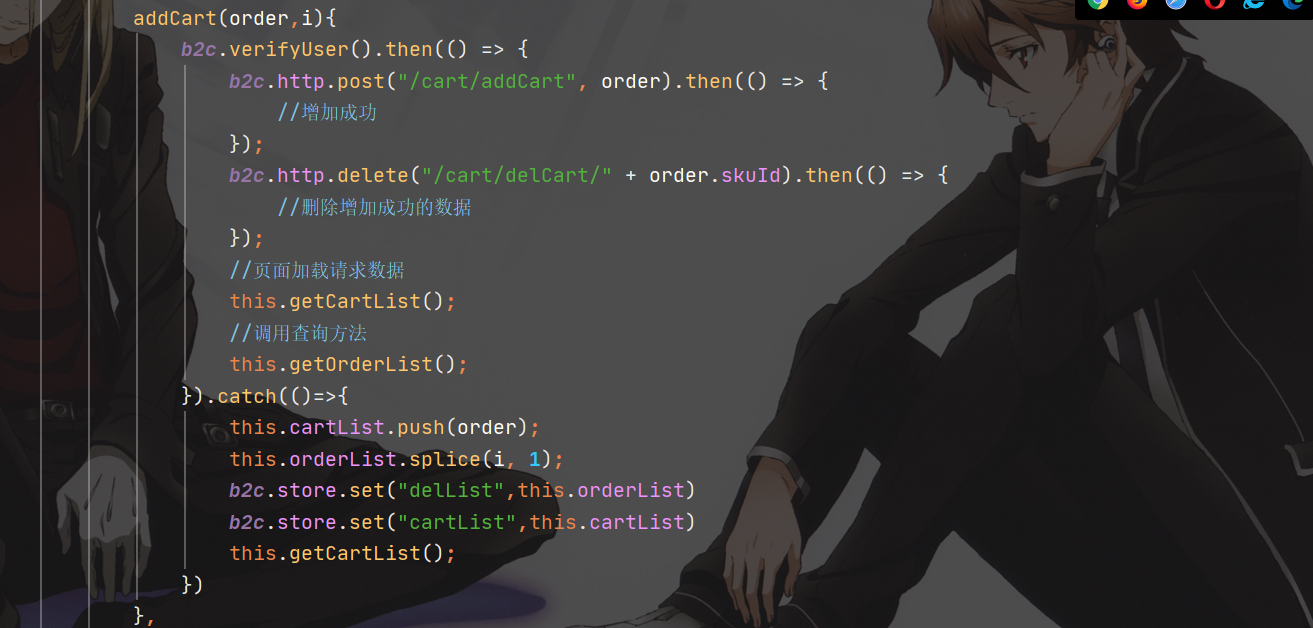 addCart(order,i){
b2c.verifyUser().then(() => {
b2c.http.post("/cart/addCart", order).then(() => {
//增加成功
});
b2c.http.delete("/cart/delCart/" + order.skuId).then(() => {
//删除增加成功的数据
});
//页面加载请求数据
this.getCartList();
//调用查询方法
this.getOrderList();
}).catch(()=>{
this.cartList.push(order);
this.orderList.splice(i, 1);
b2c.store.set("delList",this.orderList)
b2c.store.set("cartList",this.cartList)
this.getCartList();
})
},